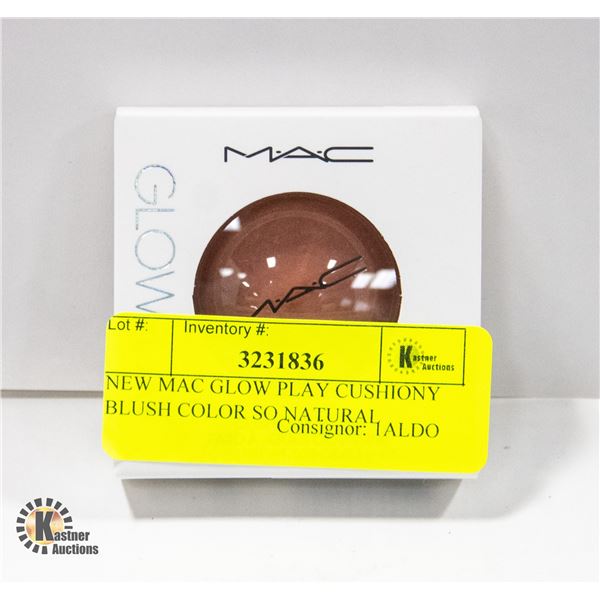 M·A·C
GLOW
M·A·C
Lot #:
Inventory #:
3231836
Kastner
Auctions
NEW MAC GLOW PLAY CUSHIONY
BLUSH COLOR SO NATURAL
Consignor: 1ALDO
Kastner
Auctions